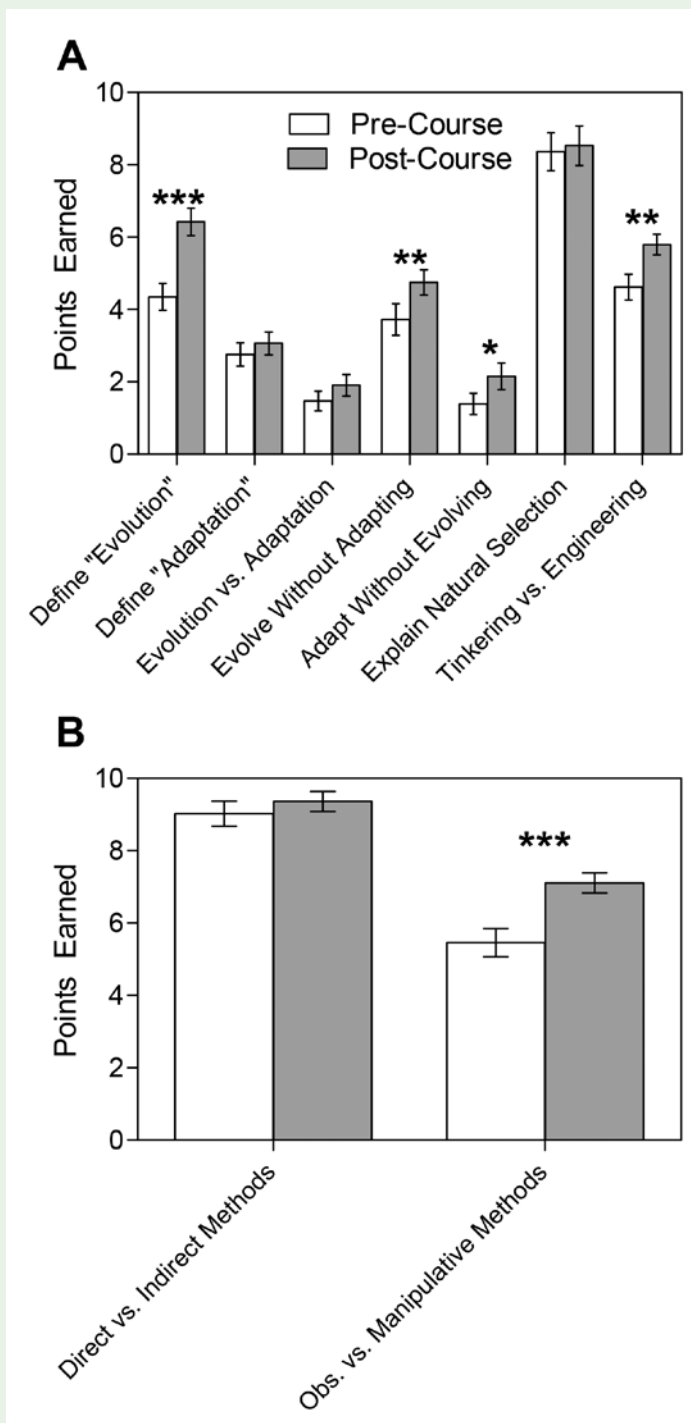 A
10
8
6
4
2
0
Points Earned
Pre-Course
Post-Course
***
**
*
**
Define "Evolution"
Define "Adaptation"
Evolution vs. Adaptation
Evolve Without Adapting
Adapt Without Evolving
Explain Natural Selection
Tinkering vs. Engineering
B
10
8
6
4
2
0
Points Earned
***
Direct vs. Indirect Methods
Obs. vs. Manipulative Methods